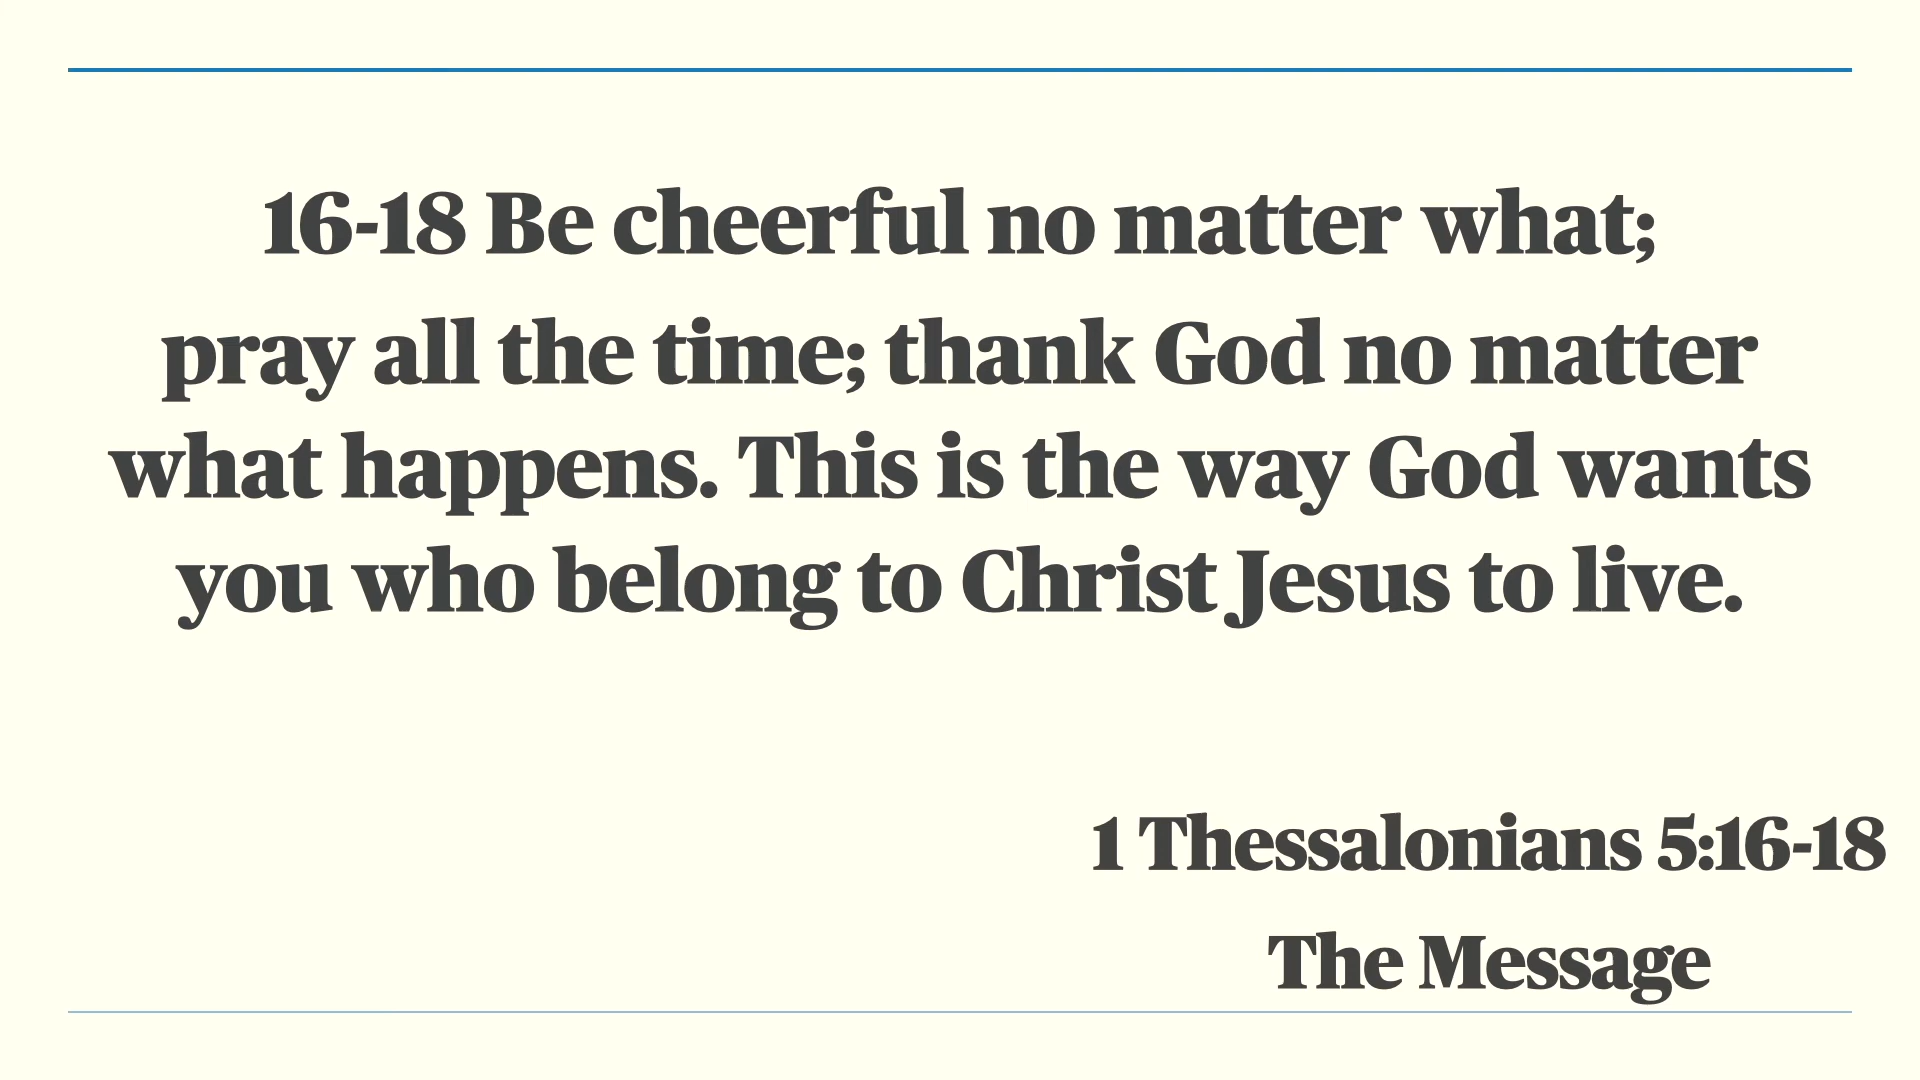 16-18 Be cheerful no matter what;
pray all the time; thank God no matter
what happens. This is the way God wants
you who belong to Christ Jesus to live.
1 Thessalonians 5:16-18
The Message